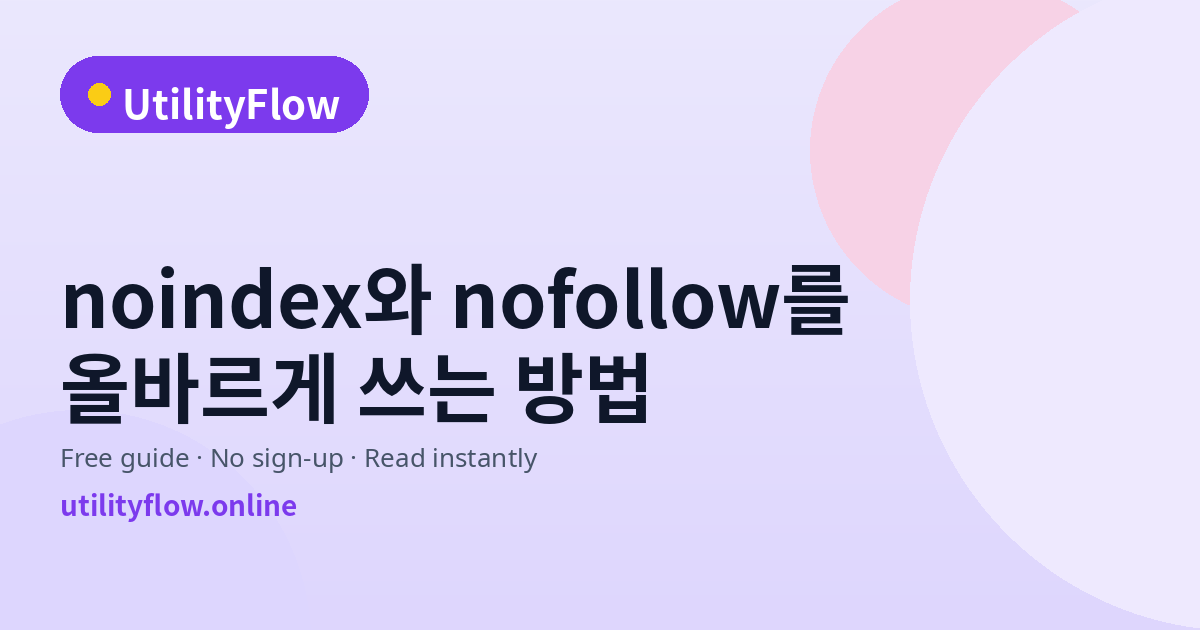 UtilityFlow
noindex와 nofollow를
올바르게 쓰는 방법
Free guide · No sign-up · Read instantly
utilityflow.online